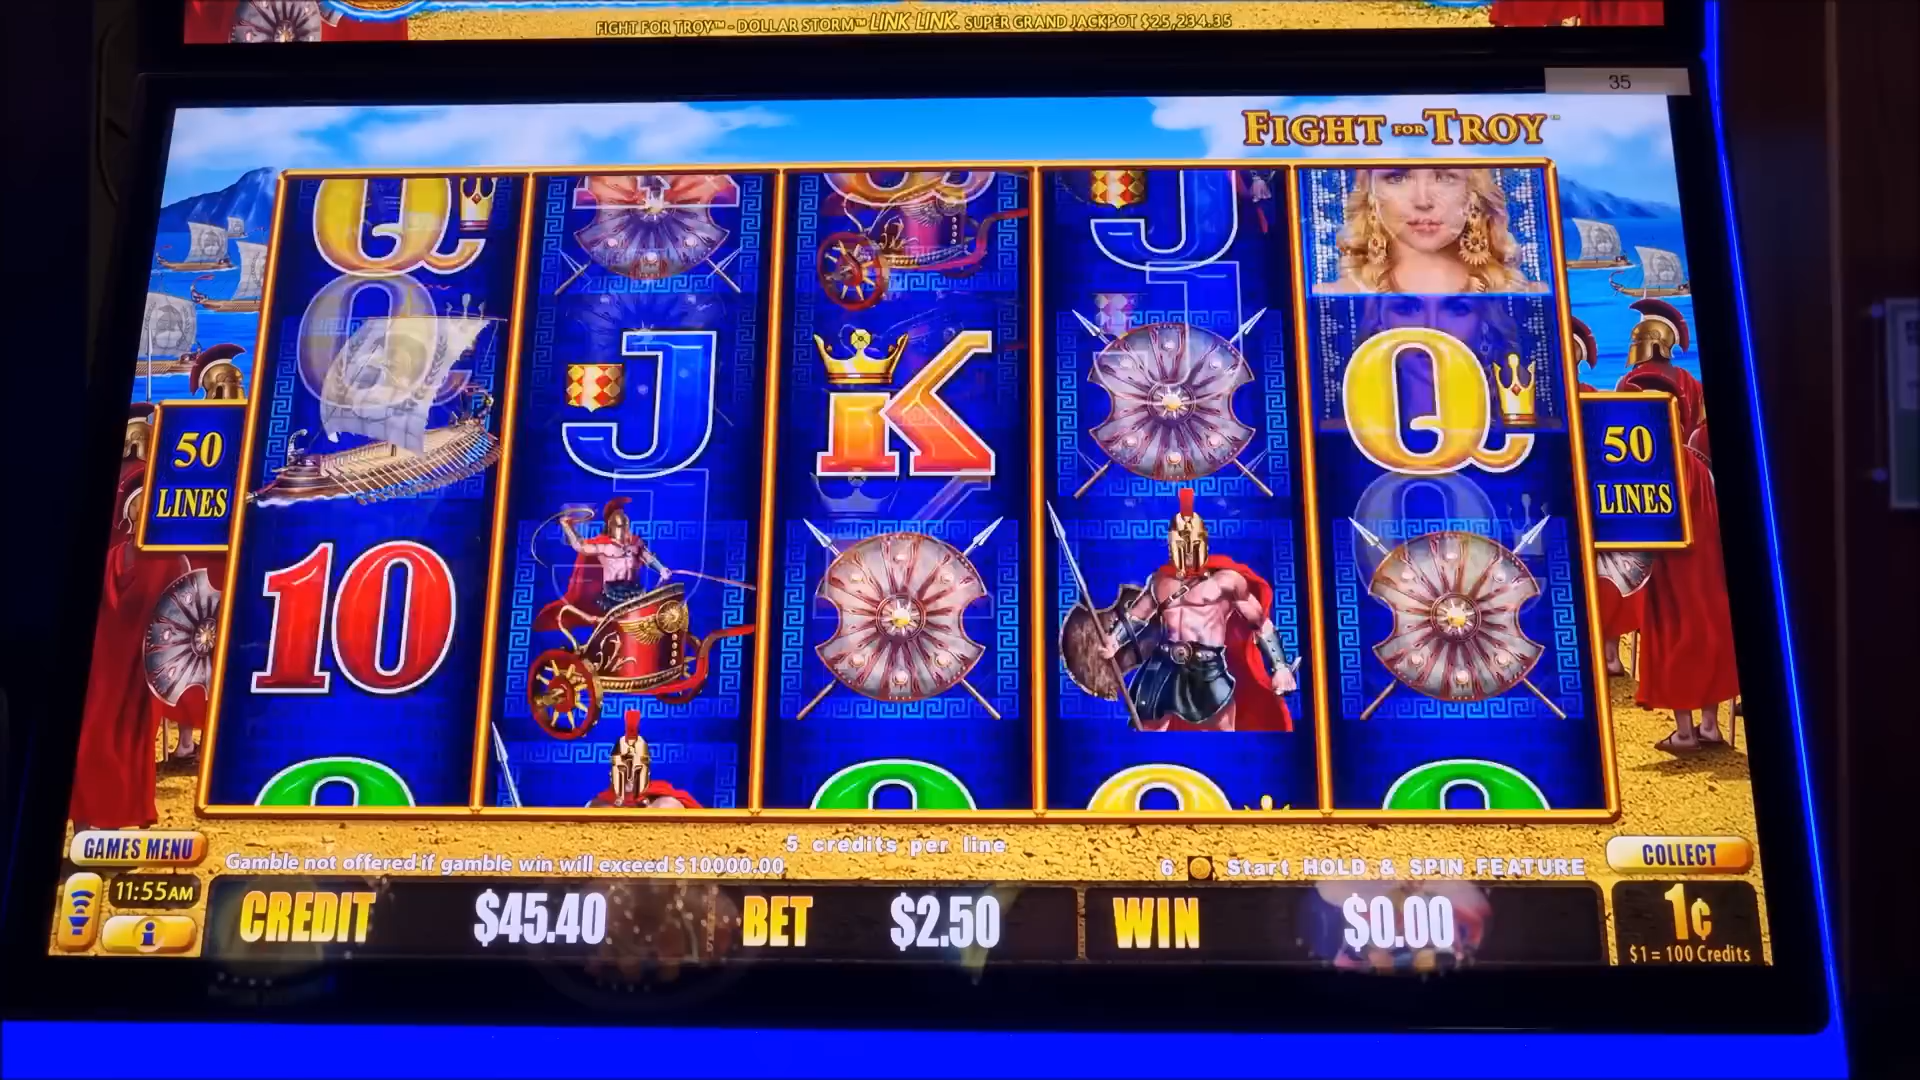 FIGHT FOR TROY™ - DOLLAR STORM™ LINK LINK. SUPER GRAND JACKPOT $25,234.35
35
FIGHT FOR TROY™
Q J
J K Q
50 LINES
50 LINES
10
GAMES MENU
5 credits per line
COLLECT
Gamble not offered if gamble win will exceed $10000.00
6 Start HOLD & SPIN FEATURE
11:55AM
CREDIT $45.40 BET $2.50 WIN $0.00
1¢
i
$1 = 100 Credits